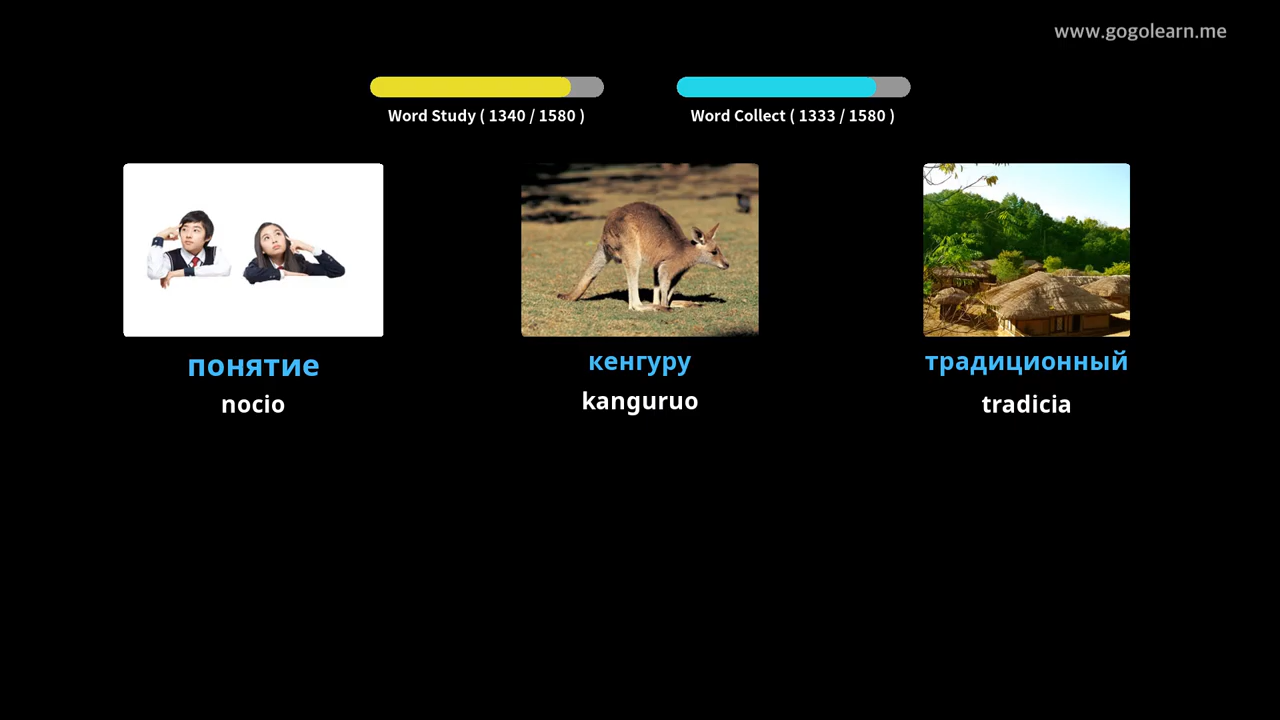 www.gogolearn.me
Word Study ( 1340 / 1580 )
Word Collect ( 1333 / 1580 )
понятие
nocio
кенгуру
kanguruo
традиционный
tradicia